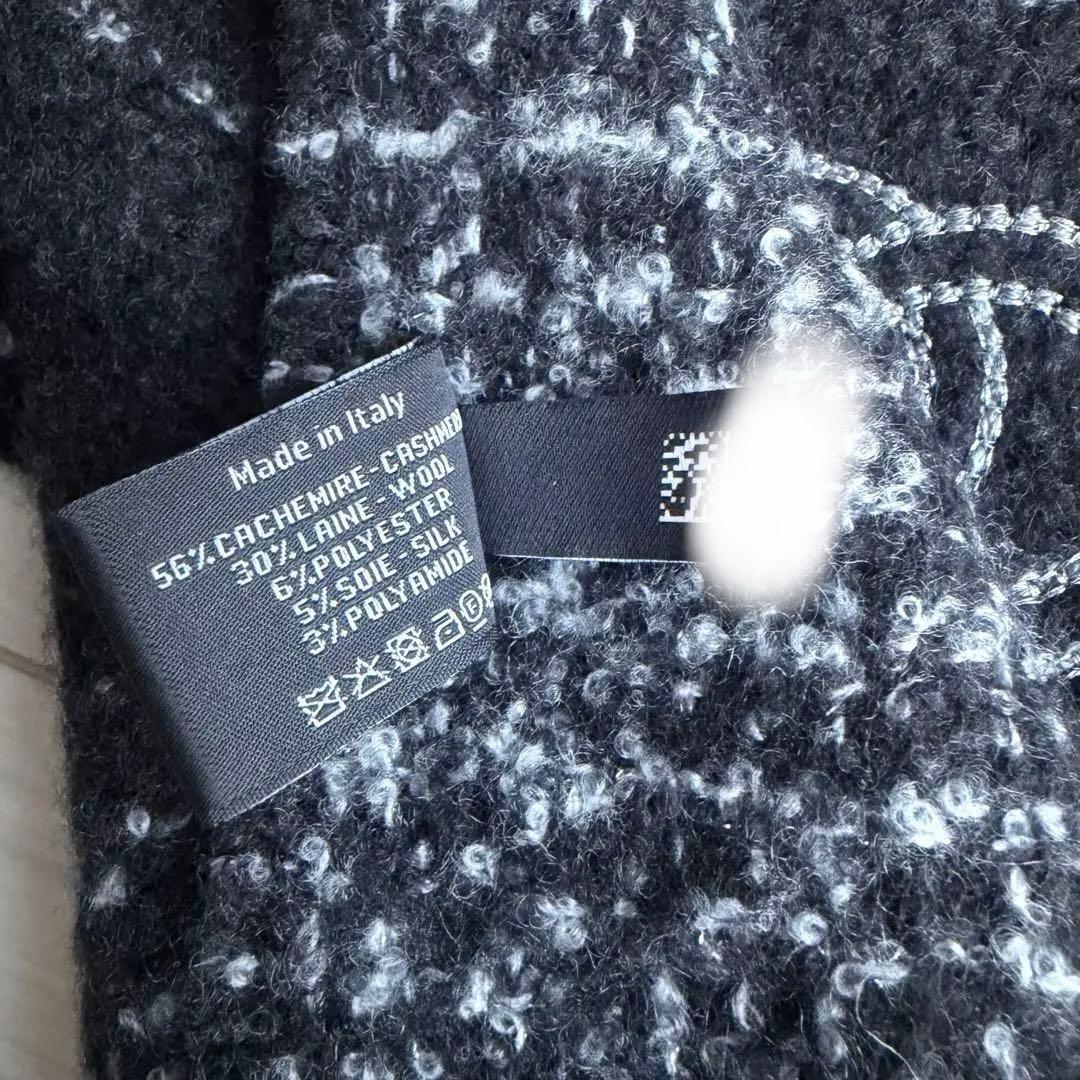 Made in Italy
56% CACHEMIRE - CASHMERE
30% LAINE - WOOL
6% POLYESTER
5% SOIE - SILK
3% POLYAMIDE